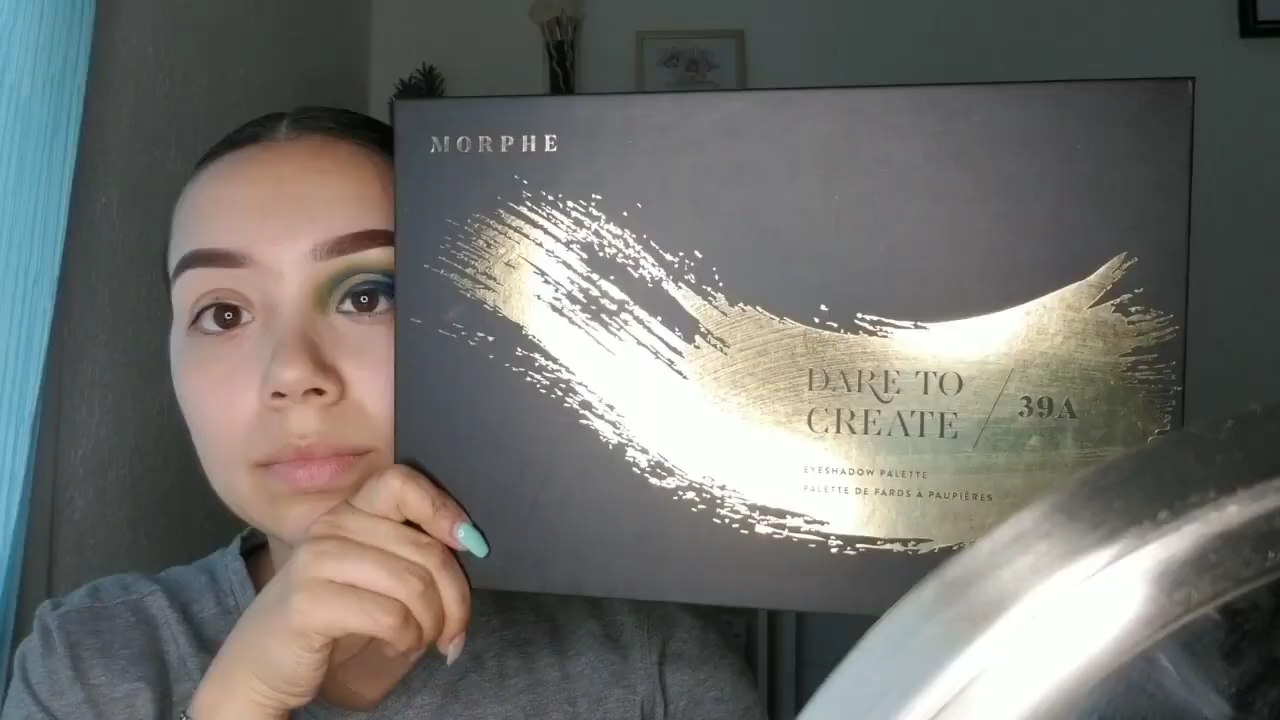 MORPHE
DARE TO
CREATE / 39A
EYESHADOW PALETTE
PALETTE DE FARDS À PAUPIÈRES